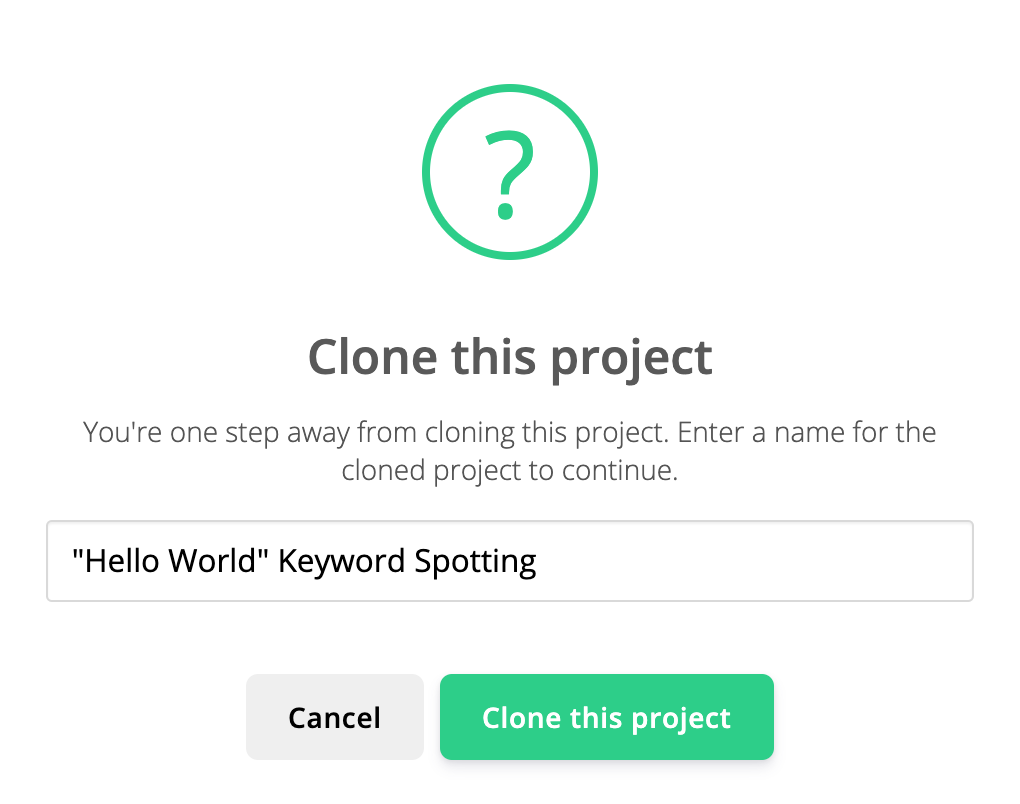 ?
Clone this project
You're one step away from cloning this project. Enter a name for the
cloned project to continue.
"Hello World" Keyword Spotting
Cancel
Clone this project